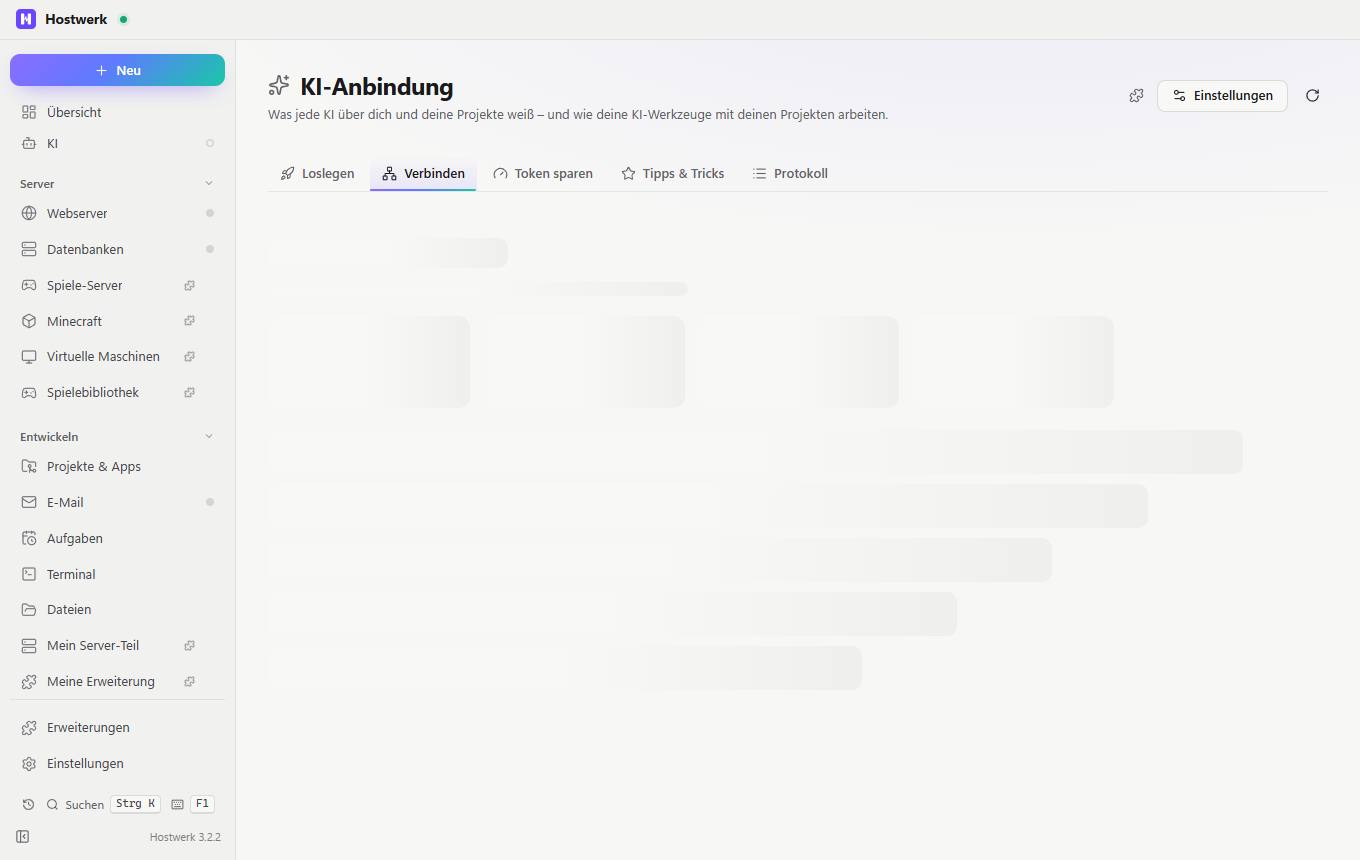 Hostwerk
Neu
Übersicht
KI
Server
Webserver
Datenbanken
Spiele-Server
Minecraft
Virtuelle Maschinen
Spielebibliothek
Entwickeln
Projekte & Apps
E-Mail
Aufgaben
Terminal
Dateien
Mein Server-Teil
Meine Erweiterung
Erweiterungen
Einstellungen
Suchen Strg K F1
Hostwerk 3.2.2
KI-Anbindung
Was jede KI über dich und deine Projekte weiß – und wie deine KI-Werkzeuge mit deinen Projekten arbeiten.
Einstellungen
Loslegen Verbinden Token sparen Tipps & Tricks Protokoll